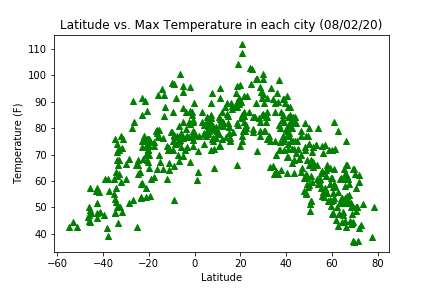 Latitude vs. Max Temperature in each city (08/02/20)
Temperature (F)
110
100
90
80
70
60
50
40
−60 −40 −20 0 20 40 60 80
Latitude